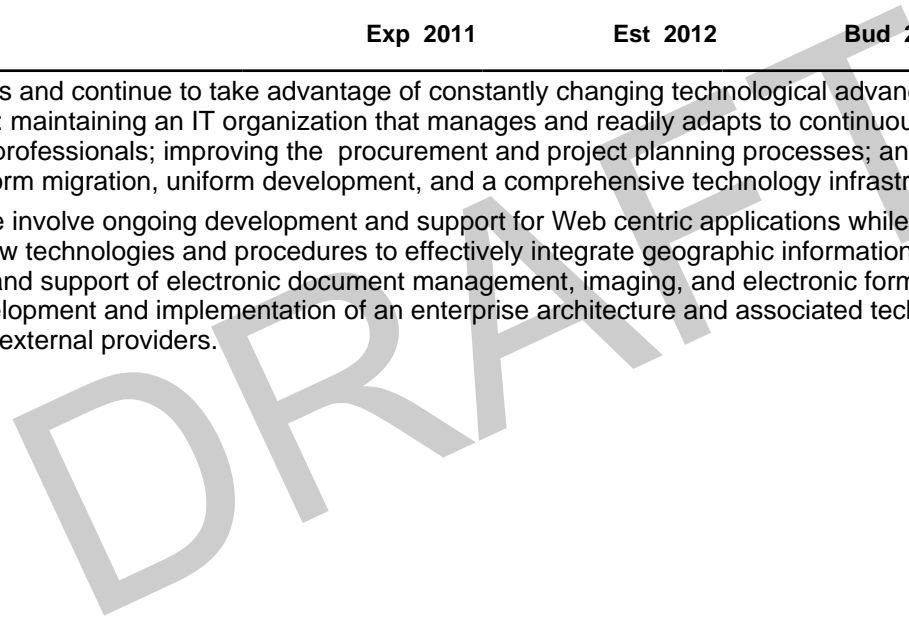 Exp 2011 Est 2012 Bud 2
s and continue to take advantage of constantly changing technological advan
: maintaining an IT organization that manages and readily adapts to continuou
professionals; improving the procurement and project planning processes; an
orm migration, uniform development, and a comprehensive technology infrastr
e involve ongoing development and support for Web centric applications while
w technologies and procedures to effectively integrate geographic information
and support of electronic document management, imaging, and electronic form
elopment and implementation of an enterprise architecture and associated tech
external providers.
DRAFT